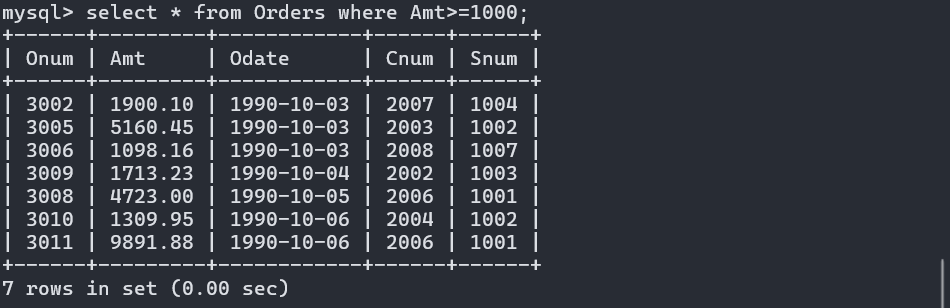 mysql> select * from Orders where Amt>=1000;
+------+---------+------------+------+------+
| Onum | Amt     | Odate      | Cnum | Snum |
+------+---------+------------+------+------+
| 3002 | 1900.10 | 1990-10-03 | 2007 | 1004 |
| 3005 | 5160.45 | 1990-10-03 | 2003 | 1002 |
| 3006 | 1098.16 | 1990-10-03 | 2008 | 1007 |
| 3009 | 1713.23 | 1990-10-04 | 2002 | 1003 |
| 3008 | 4723.00 | 1990-10-05 | 2006 | 1001 |
| 3010 | 1309.95 | 1990-10-06 | 2004 | 1002 |
| 3011 | 9891.88 | 1990-10-06 | 2006 | 1001 |
+------+---------+------------+------+------+
7 rows in set (0.00 sec)